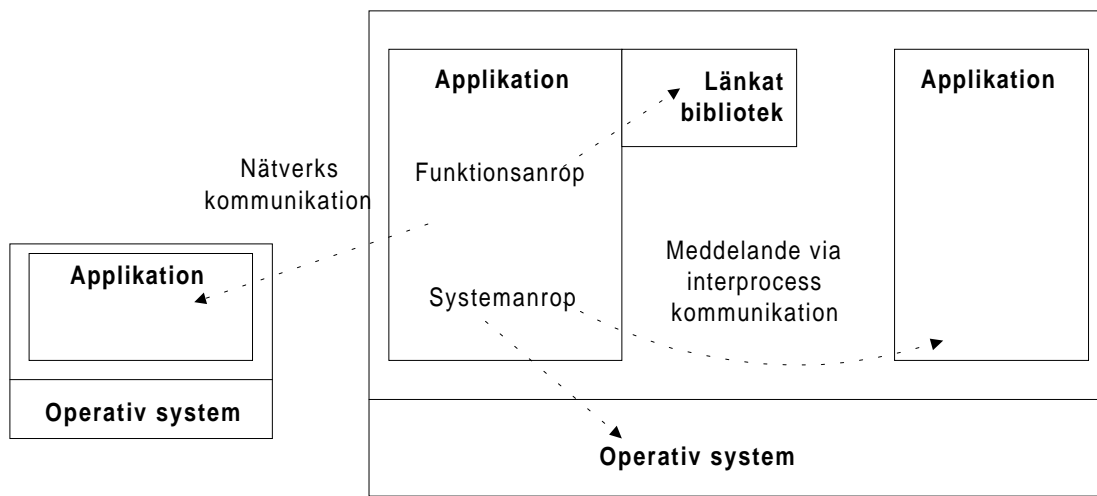 Applikation
Länkat
bibliotek
Applikation
Nätverks
kommunikation
Funktionsanrop
Meddelande via
interprocess
kommunikation
Applikation
Systemanrop
Operativ system
Operativ system